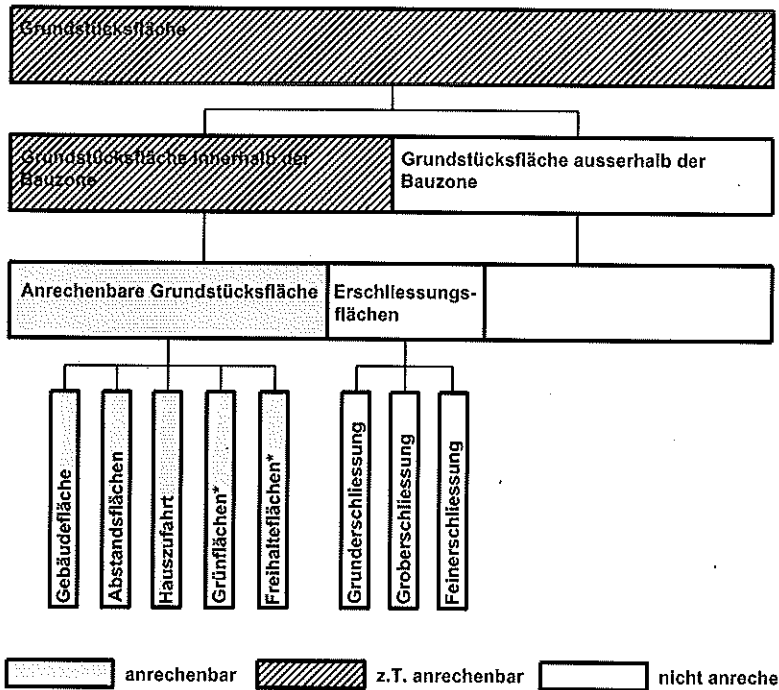 Grundstücksfläche
Grundstücksfläche innerhalb der
Bauzone
Grundstücksfläche ausserhalb der
Bauzone
Anrechenbare Grundstücksfläche
Erschliessungs-
flächen
Gebäudefläche
Abstandsflächen
Hauszufahrt
Grünflächen*
Freihalteflächen*
Grunderschliessung
Groberschliessung
Feinerschliessung
anrechenbar
z.T. anrechenbar
nicht anreche